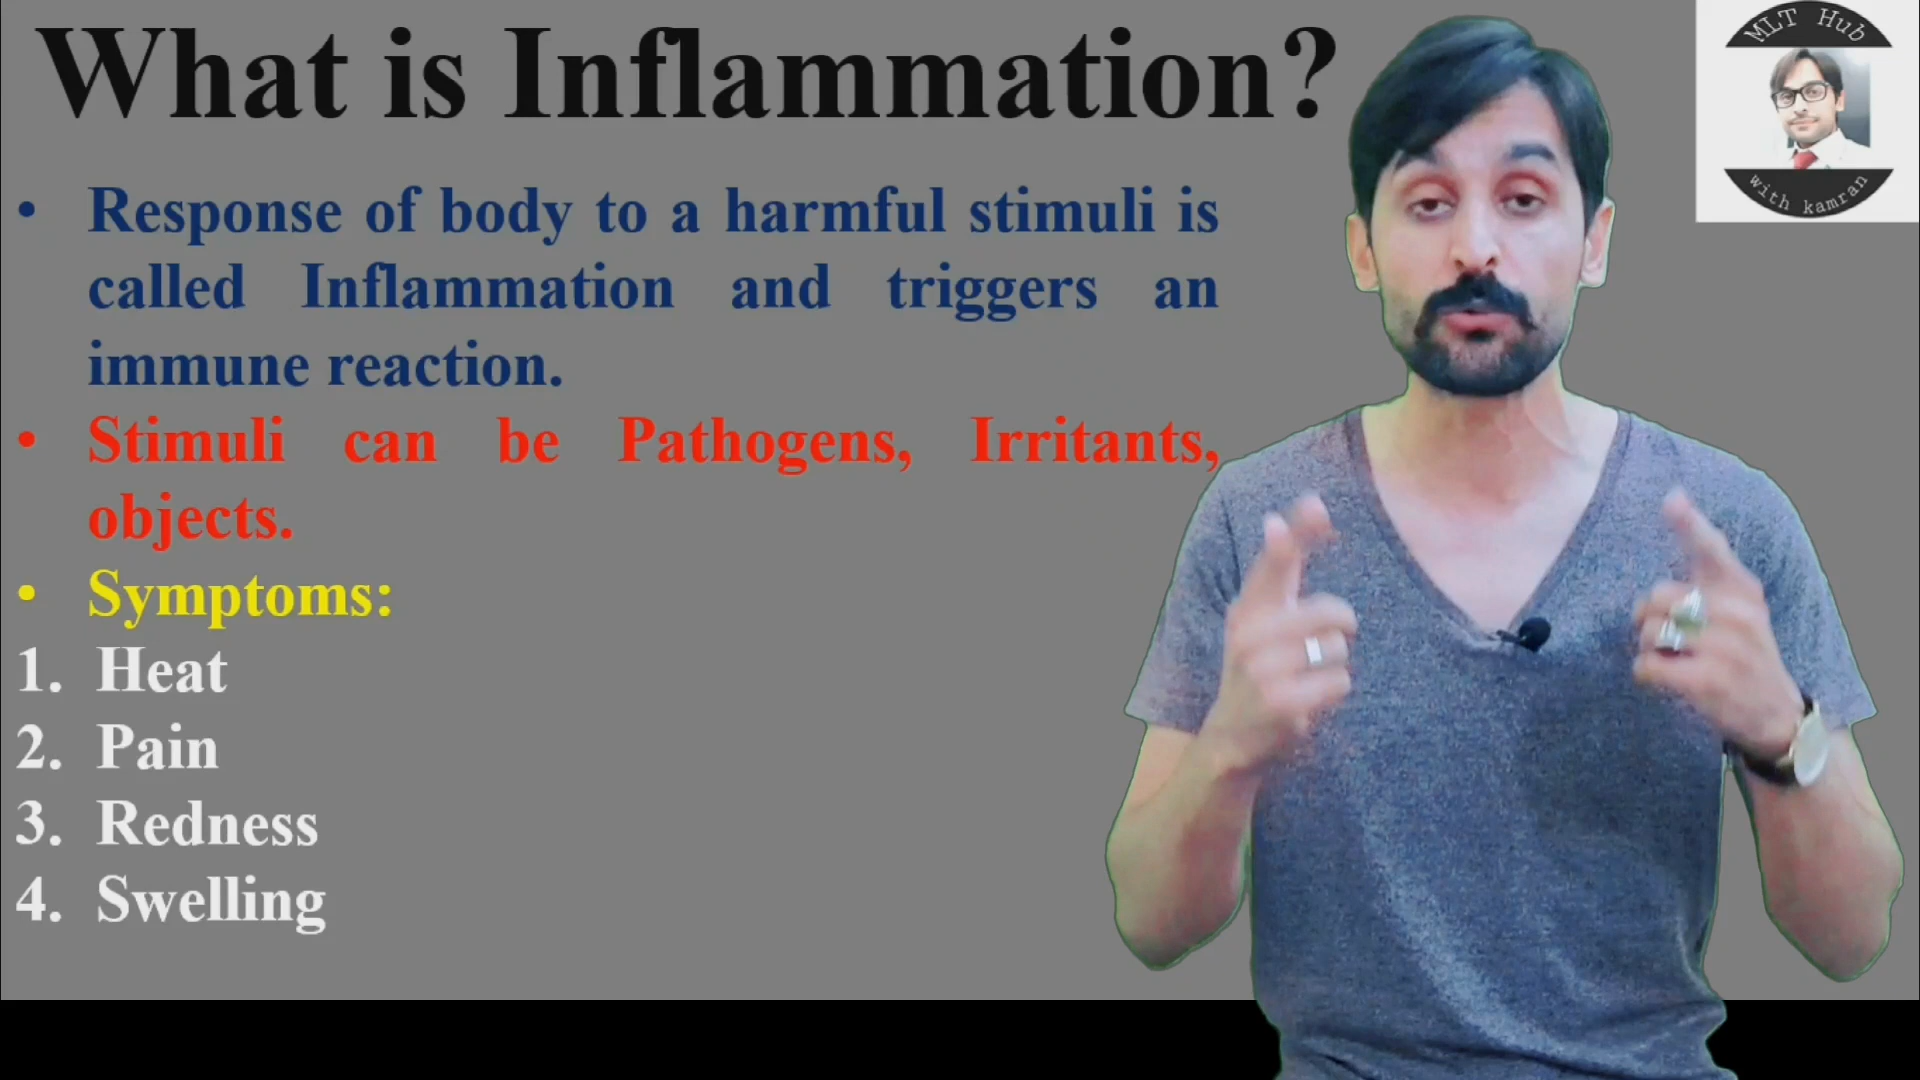 What is Inflammation?
MLT Hub
with kamran
• Response of body to a harmful stimuli is
called Inflammation and triggers an
immune reaction.
• Stimuli can be Pathogens, Irritants,
objects.
• Symptoms:
1. Heat
2. Pain
3. Redness
4. Swelling